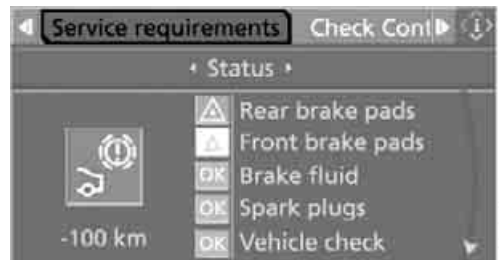 Service requirements Check Cont
Status
Rear brake pads
Front brake pads
OK Brake fluid
OK Spark plugs
-100 km OK Vehicle check